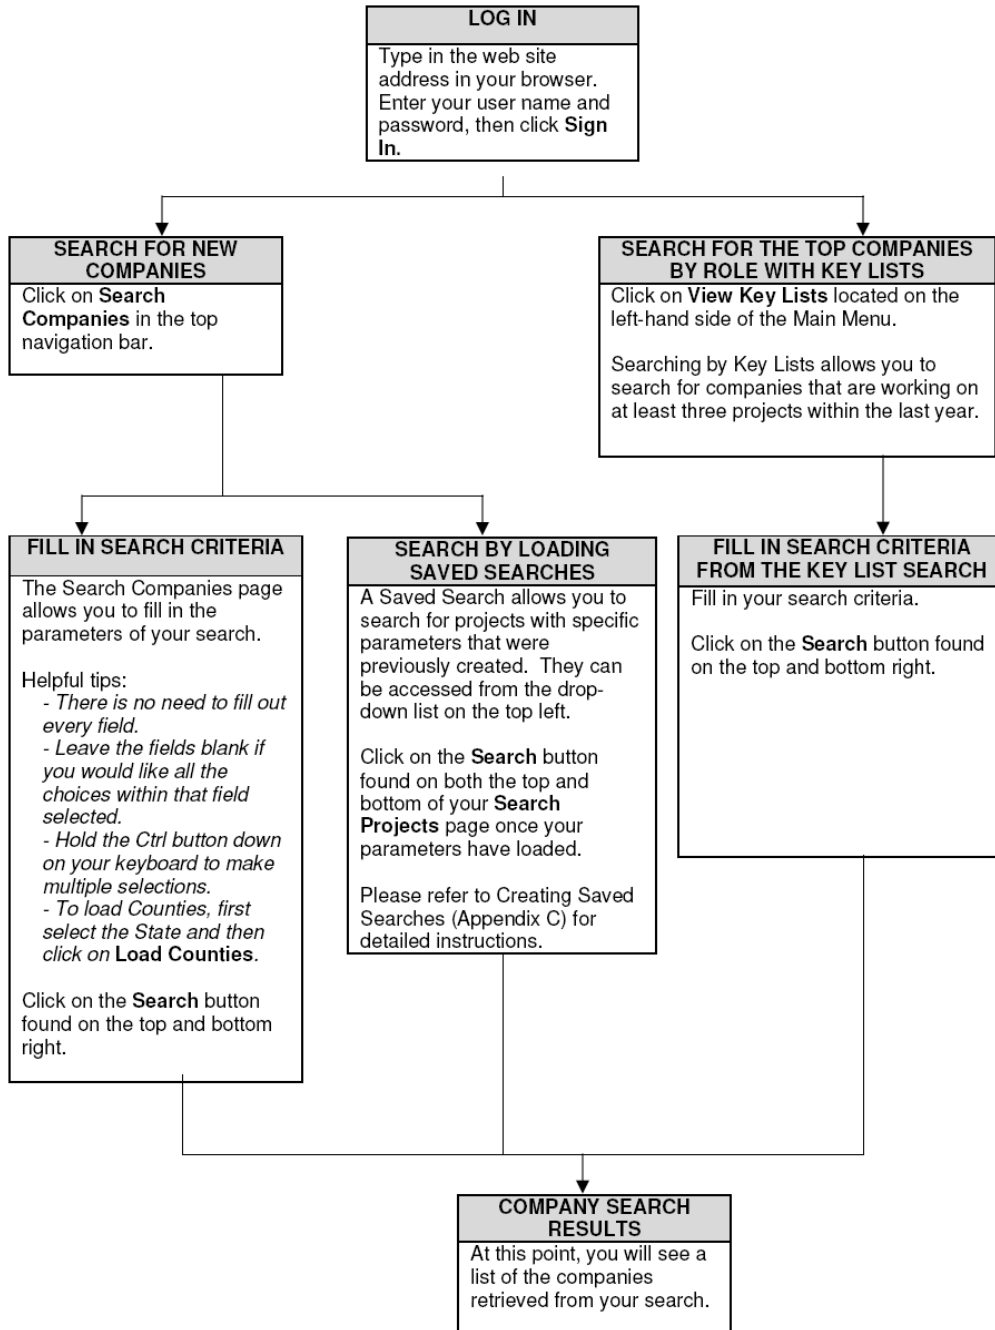 LOG IN
Type in the web site
address in your browser.
Enter your user name and
password, then click Sign
In.
SEARCH FOR NEW
COMPANIES
Click on Search
Companies in the top
navigation bar.
SEARCH FOR THE TOP COMPANIES
BY ROLE WITH KEY LISTS
Click on View Key Lists located on the
left-hand side of the Main Menu.
Searching by Key Lists allows you to
search for companies that are working on
at least three projects within the last year.
FILL IN SEARCH CRITERIA
The Search Companies page
allows you to fill in the
parameters of your search.
Helpful tips:
- There is no need to fill out
every field.
- Leave the fields blank if
you would like all the
choices within that field
selected.
- Hold the Ctrl button down
on your keyboard to make
multiple selections.
- To load Counties, first
select the State and then
click on Load Counties.
Click on the Search button
found on the top and bottom
right.
SEARCH BY LOADING
SAVED SEARCHES
A Saved Search allows you to
search for projects with specific
parameters that were
previously created.  They can
be accessed from the drop-
down list on the top left.
Click on the Search button
found on both the top and
bottom of your Search
Projects page once your
parameters have loaded.
Please refer to Creating Saved
Searches (Appendix C) for
detailed instructions.
FILL IN SEARCH CRITERIA
FROM THE KEY LIST SEARCH
Fill in your search criteria.
Click on the Search button found
on the top and bottom right.
COMPANY SEARCH
RESULTS
At this point, you will see a
list of the companies
retrieved from your search.